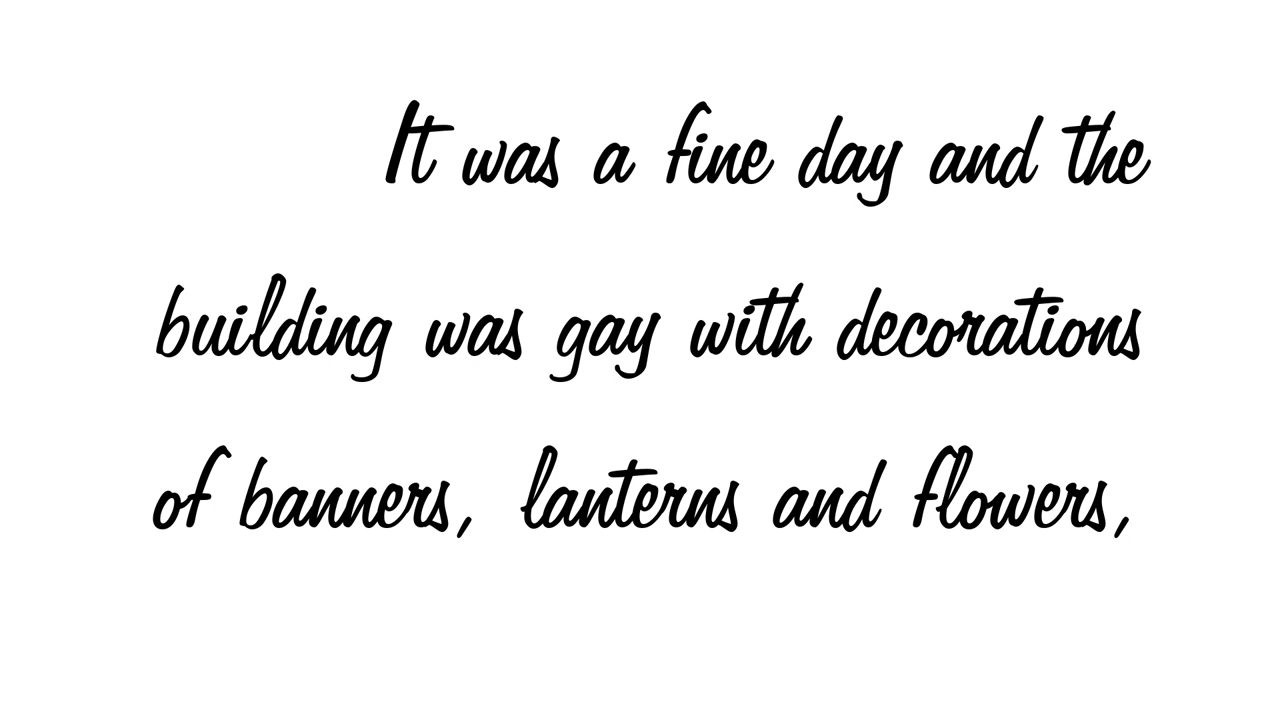 It was a fine day and the
building was gay with decorations
of banners, lanterns and flowers,